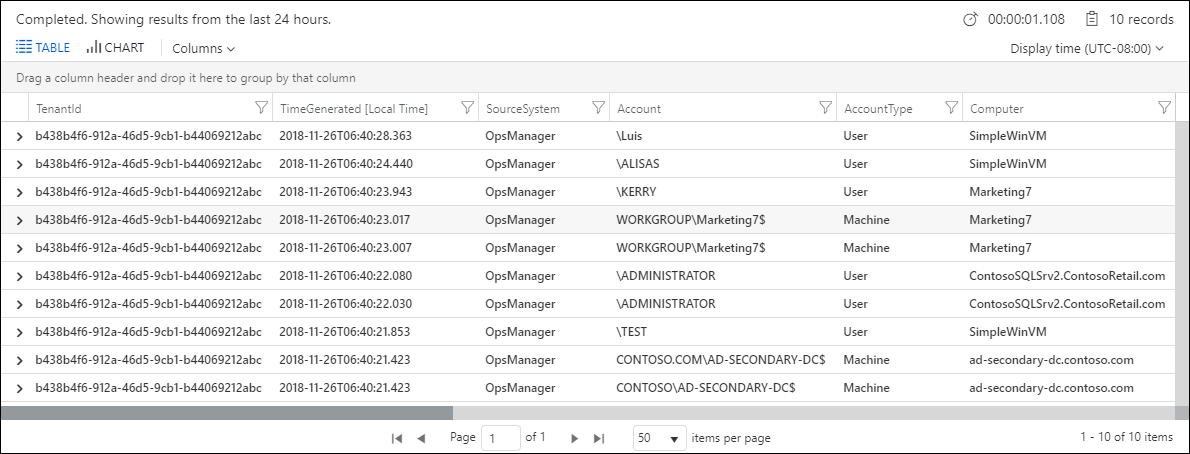 Completed. Showing results from the last 24 hours. 00:00:01.108 10 records
TABLE CHART Columns Display time (UTC-08:00)
Drag a column header and drop it here to group by that column
TenantId TimeGenerated [Local Time] SourceSystem Account AccountType Computer
b438b4f6-912a-46d5-9cb1-b44069212abc 2018-11-26T06:40:28.363 OpsManager \Luis User SimpleWinVM
b438b4f6-912a-46d5-9cb1-b44069212abc 2018-11-26T06:40:24.440 OpsManager \ALISAS User SimpleWinVM
b438b4f6-912a-46d5-9cb1-b44069212abc 2018-11-26T06:40:23.943 OpsManager \KERRY User Marketing7
b438b4f6-912a-46d5-9cb1-b44069212abc 2018-11-26T06:40:23.017 OpsManager WORKGROUP\Marketing7$ Machine Marketing7
b438b4f6-912a-46d5-9cb1-b44069212abc 2018-11-26T06:40:23.007 OpsManager WORKGROUP\Marketing7$ Machine Marketing7
b438b4f6-912a-46d5-9cb1-b44069212abc 2018-11-26T06:40:22.080 OpsManager \ADMINISTRATOR User ContosoSQLSrv2.ContosoRetail.com
b438b4f6-912a-46d5-9cb1-b44069212abc 2018-11-26T06:40:22.030 OpsManager \ADMINISTRATOR User ContosoSQLSrv2.ContosoRetail.com
b438b4f6-912a-46d5-9cb1-b44069212abc 2018-11-26T06:40:21.853 OpsManager \TEST User SimpleWinVM
b438b4f6-912a-46d5-9cb1-b44069212abc 2018-11-26T06:40:21.423 OpsManager CONTOSO.COM\AD-SECONDARY-DC$ Machine ad-secondary-dc.contoso.com
b438b4f6-912a-46d5-9cb1-b44069212abc 2018-11-26T06:40:21.423 OpsManager CONTOSO\AD-SECONDARY-DC$ Machine ad-secondary-dc.contoso.com
Page 1 of 1 50 items per page 1 - 10 of 10 items